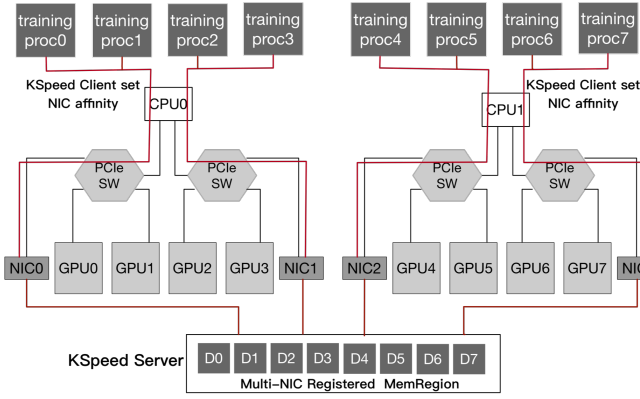 training
proc0
training
proc1
training
proc2
training
proc3
training
proc4
training
proc5
training
proc6
training
proc7
KSpeed Client set
NIC affinity
KSpeed Client set
NIC affinity
CPU0
CPU1
PCIe
SW
PCIe
SW
PCIe
SW
PCIe
SW
NIC0
GPU0
GPU1
GPU2
GPU3
NIC1
NIC2
GPU4
GPU5
GPU6
GPU7
KSpeed Server
D0
D1
D2
D3
D4
D5
D6
D7
Multi-NIC Registered MemRegion